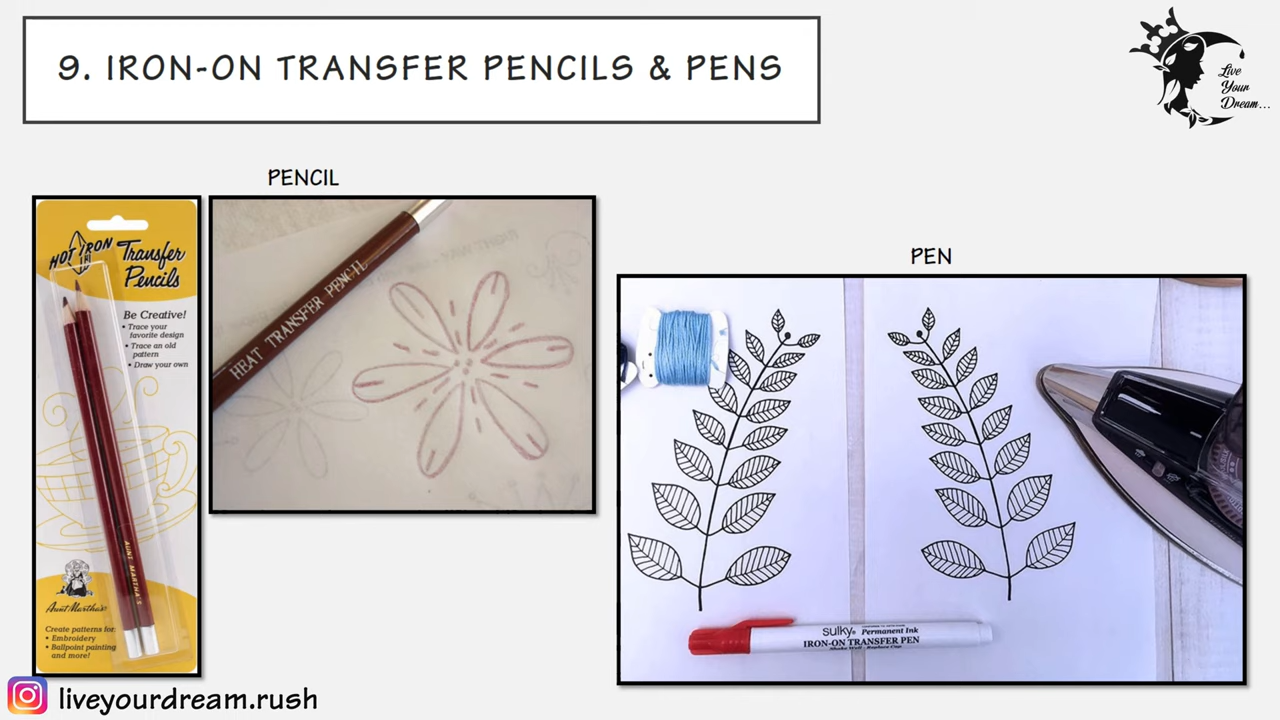 9. IRON-ON TRANSFER PENCILS & PENS
Live
Your
Dream...
PENCIL
HOT IRON
Transfer
Pencils
Be Creative!
• Trace your
favorite design
• Trace an old
pattern
• Draw your own
AUNT MARTHA'S
Aunt Martha's
Create patterns for:
• Embroidery
• Ballpoint painting
and more!
HEAT TRANSFER PENCIL
PEN
sulky® Permanent Ink
IRON-ON TRANSFER PEN
liveyourdream.rush